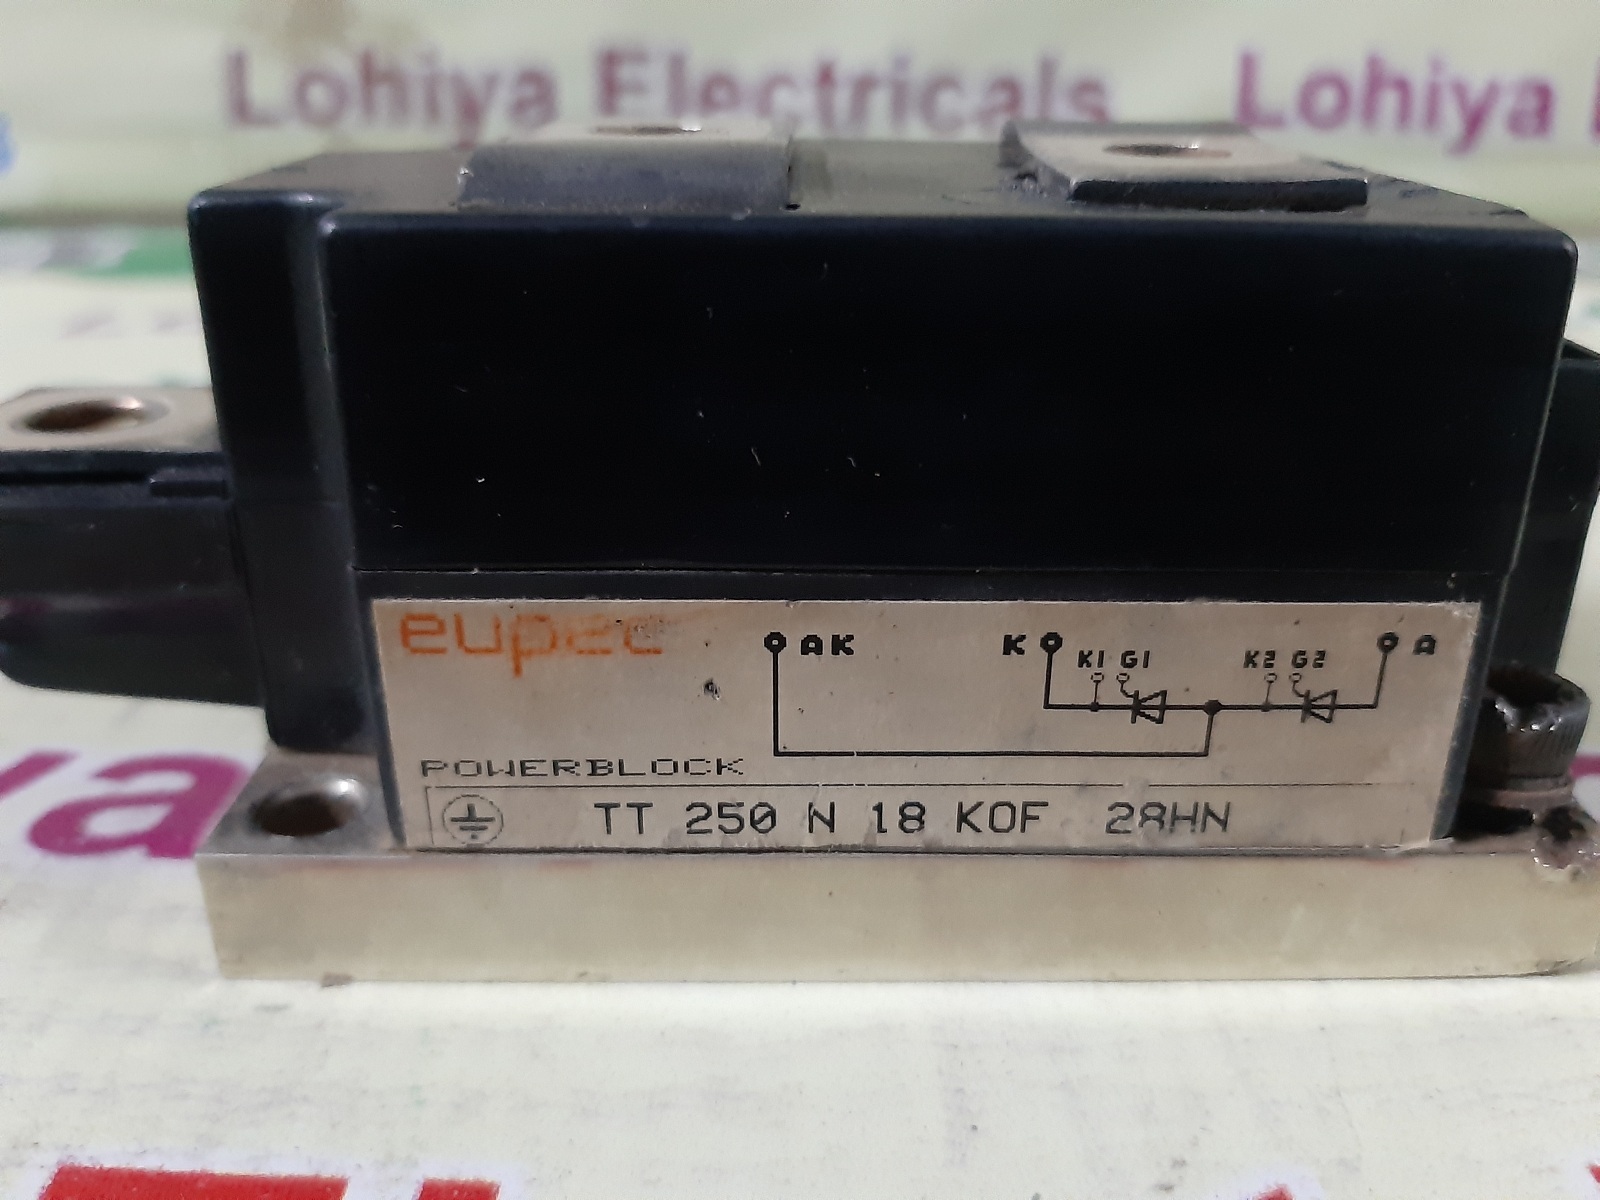 Lohiya Electricals Lohiya
eupec
AK K A
K1 G1 K2 G2
POWERBLOCK
TT 250 N 18 KOF 28HN